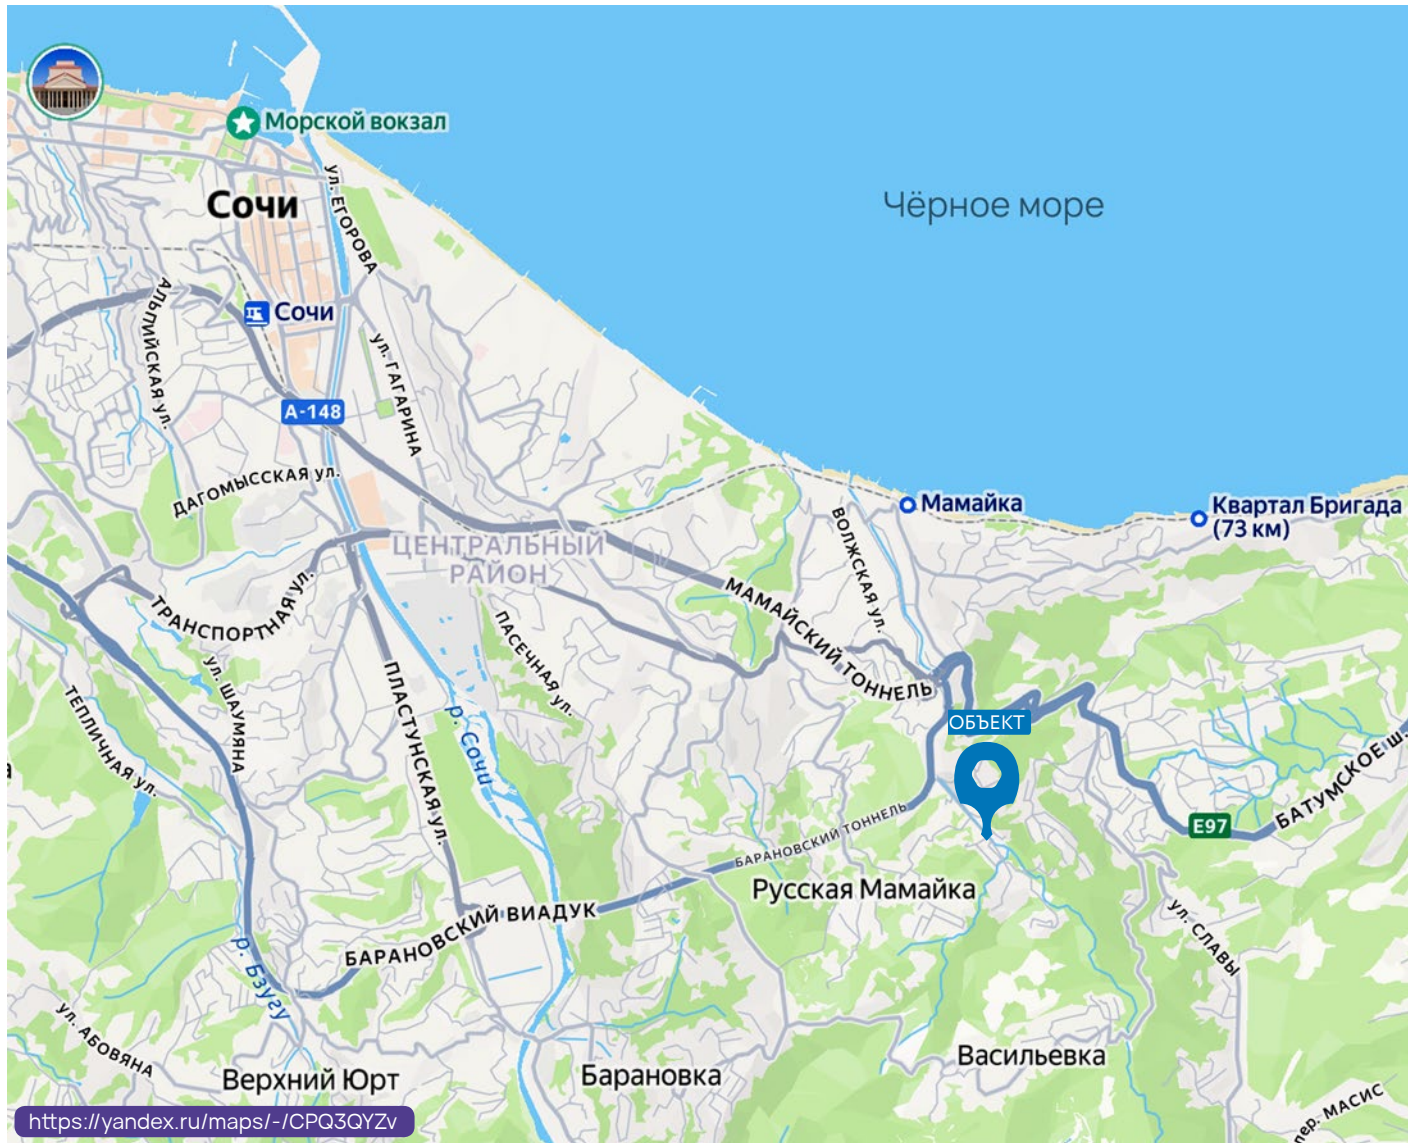 Морской вокзал
ул. ЕГОРОВА
Сочи
Чёрное море
АЛЬПИЙСКАЯ ул.
Сочи
ул. ГАГАРИНА
А-148
ДАГОМЫССКАЯ ул.
Мамайка
Квартал Бригада
(73 км)
ВОЛЖСКАЯ ул.
ЦЕНТРАЛЬНЫЙ
РАЙОН
ТРАНСПОРТНАЯ ул.
МАМАЙСКИЙ ТОННЕЛЬ
ПАСЕЧНАЯ ул.
ул. ШАУМЯНА
ПЛАСТУНСКАЯ ул.
ТЕПЛИЧНАЯ ул.
р. Сочи
ОБЪЕКТ
а
БАТУМСКОЕ ш.
Е97
БАРАНОВСКИЙ ТОННЕЛЬ
Русская Мамайка
БАРАНОВСКИЙ ВИАДУК
ул. СЛАВЫ
р. Бзугу
ул. АБОВЯНА
Васильевка
Верхний Юрт
Барановка
пер. МАСИС
https://yandex.ru/maps/-/CPQ3QYZv